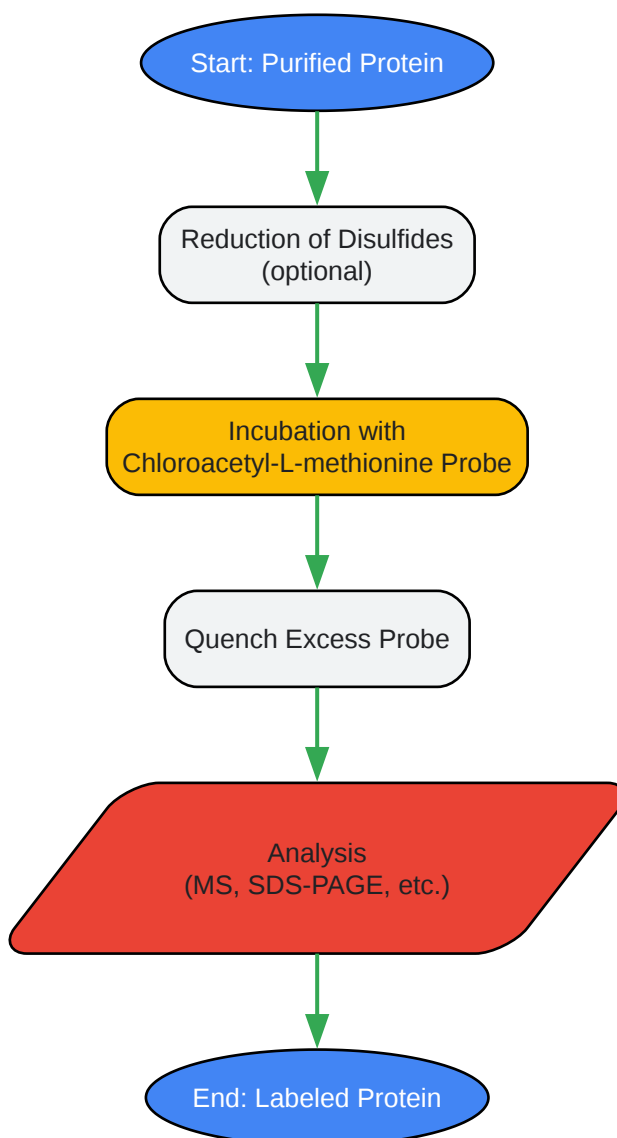 Start: Purified Protein
Reduction of Disulfides
(optional)
Incubation with
Chloroacetyl-L-methionine Probe
Quench Excess Probe
Analysis
(MS, SDS-PAGE, etc.)
End: Labeled Protein